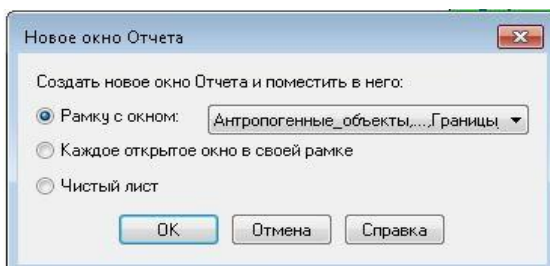 Новое окно Отчета
Создать новое окно Отчета и поместить в него:
Рамку с окном: Антропогенные_объекты,...,Границы,
Каждое открытое окно в своей рамке
Чистый лист
OK Отмена Справка